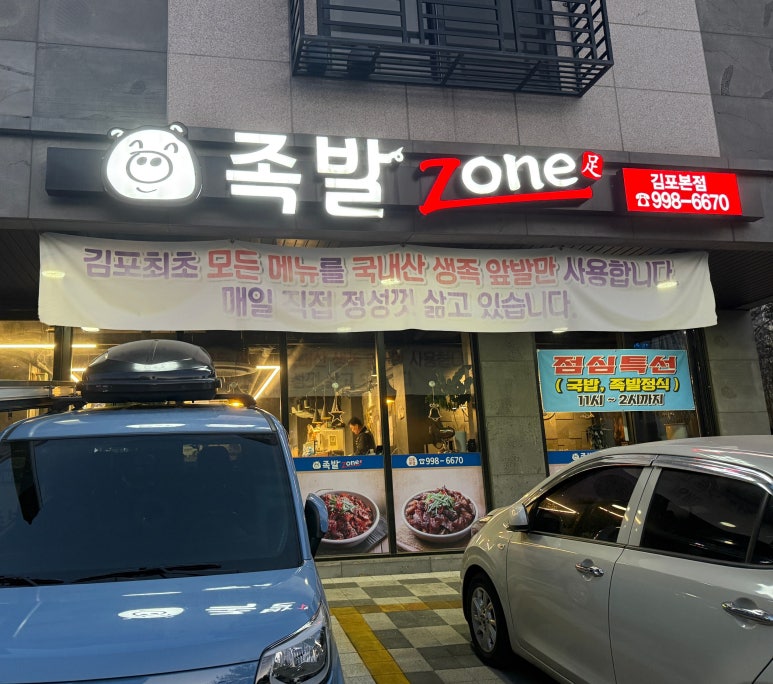 족발 zone 足
김포본점
☎998-6670
김포최초 모든 메뉴를 국내산 생족 앞발만 사용합니다
매일 직접 정성껏 삶고 있습니다.
점심특선
(국밥, 족발정식)
11시 ~ 2시까지
족발 zone
☎998-6670